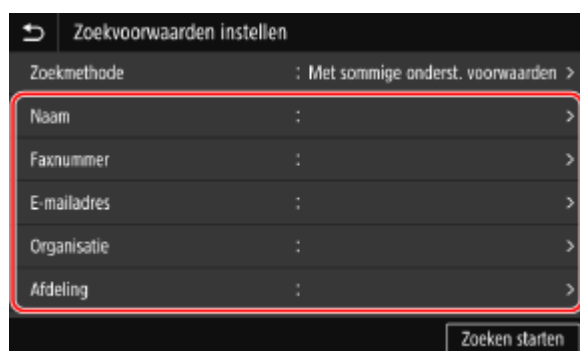 Zoekvoorwaarden instellen
Zoekmethode : Met sommige onderst. voorwaarden >
Naam : >
Faxnummer : >
E-mailadres : >
Organisatie : >
Afdeling : >
Zoeken starten